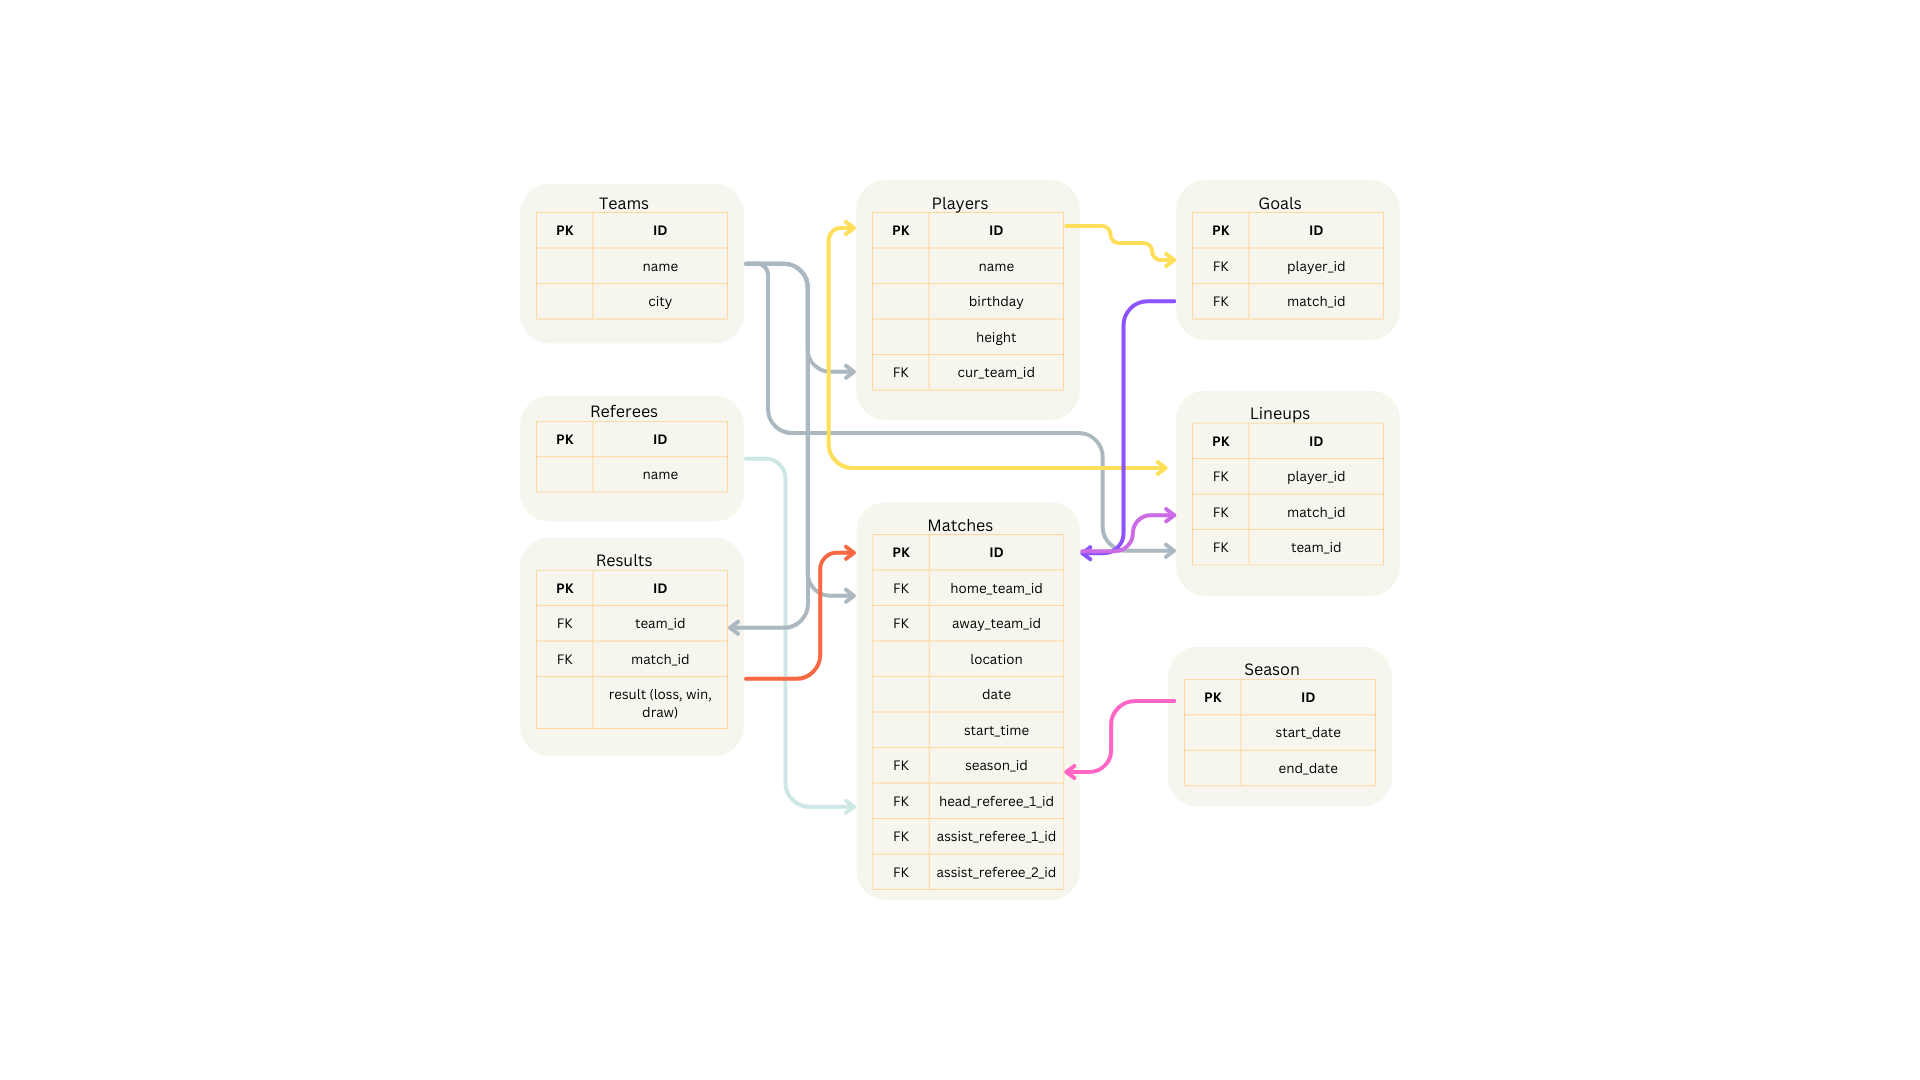 Teams
PK ID
name
city
Players
PK ID
name
birthday
height
FK cur_team_id
Goals
PK ID
FK player_id
FK match_id
Referees
PK ID
name
Lineups
PK ID
FK player_id
FK match_id
FK team_id
Results
PK ID
FK team_id
FK match_id
result (loss, win,
draw)
Matches
PK ID
FK home_team_id
FK away_team_id
location
date
start_time
FK season_id
FK head_referee_1_id
FK assist_referee_1_id
FK assist_referee_2_id
Season
PK ID
start_date
end_date